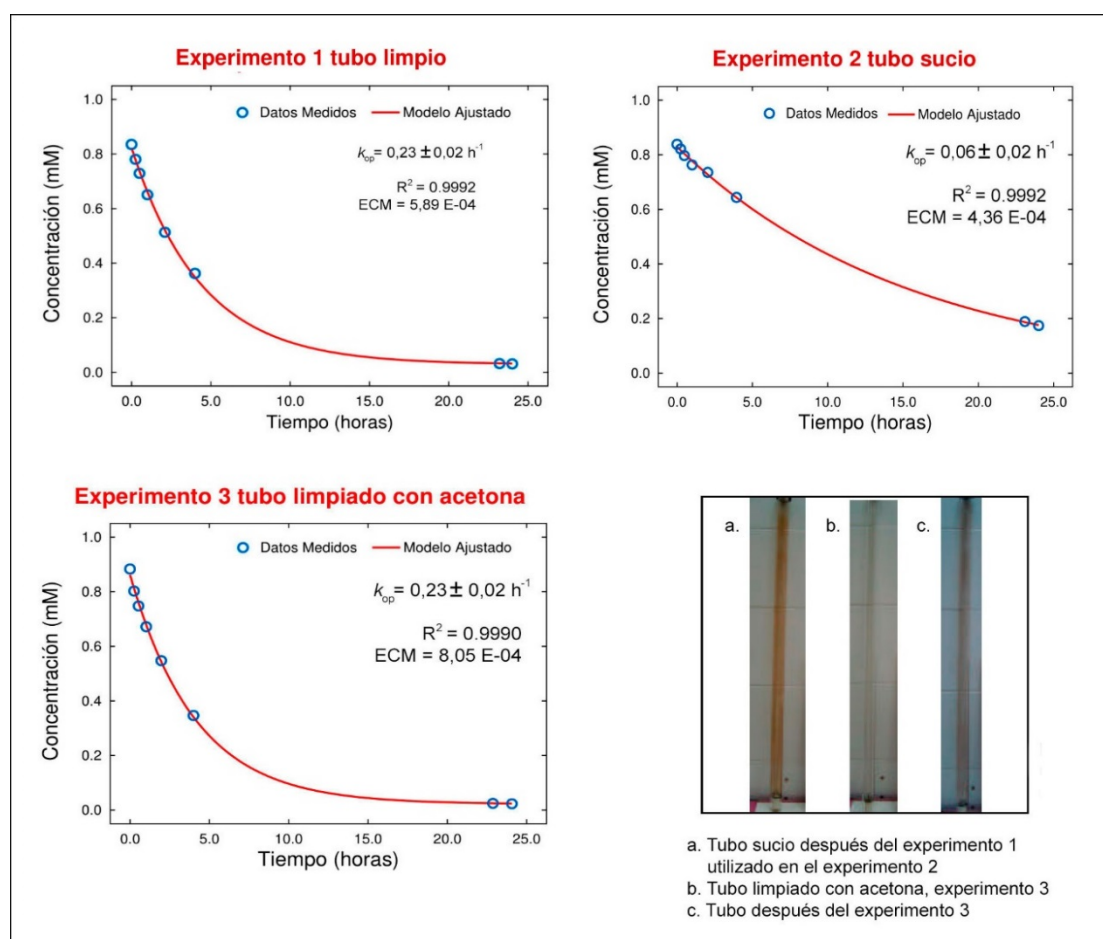 Experimento 1 tubo limpio
1.0
0.8
0.6
0.4
0.2
0.0
Concentración (mM)
Datos Medidos
Modelo Ajustado
kop= 0,23 ± 0,02 h-1
R2 = 0.9992
ECM = 5,89 E-04
0.0 5.0 10.0 15.0 20.0 25.0
Tiempo (horas)
Experimento 2 tubo sucio
1.0
0.8
0.6
0.4
0.2
0.0
Concentración (mM)
Datos Medidos
Modelo Ajustado
kop= 0,06 ± 0,02 h-1
R2 = 0.9992
ECM = 4,36 E-04
0.0 5.0 10.0 15.0 20.0 25.0
Tiempo (horas)
Experimento 3 tubo limpiado con acetona
1.0
0.8
0.6
0.4
0.2
0.0
Concentración (mM)
Datos Medidos
Modelo Ajustado
kop= 0,23 ± 0,02 h-1
R2 = 0.9990
ECM = 8,05 E-04
0.0 5.0 10.0 15.0 20.0 25.0
Tiempo (horas)
a. b. c.
a. Tubo sucio después del experimento 1
utilizado en el experimento 2
b. Tubo limpiado con acetona, experimento 3
c. Tubo después del experimento 3